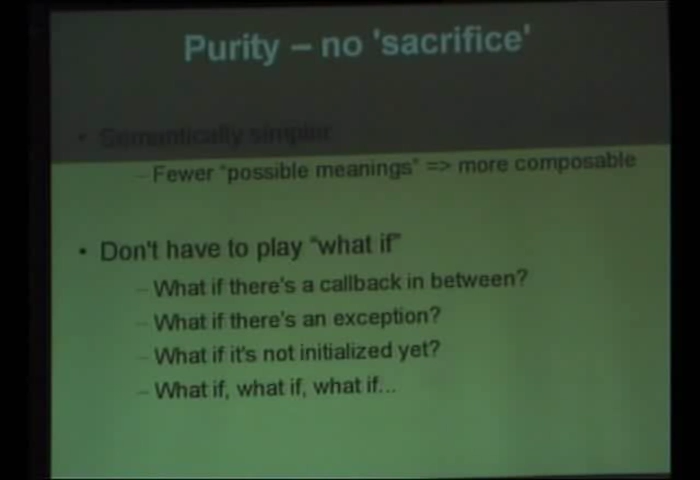 Purity – no 'sacrifice'
• Semantically simpler
– Fewer "possible meanings" => more composable
• Don't have to play "what if"
– What if there's a callback in between?
– What if there's an exception?
– What if it's not initialized yet?
– What if, what if, what if...